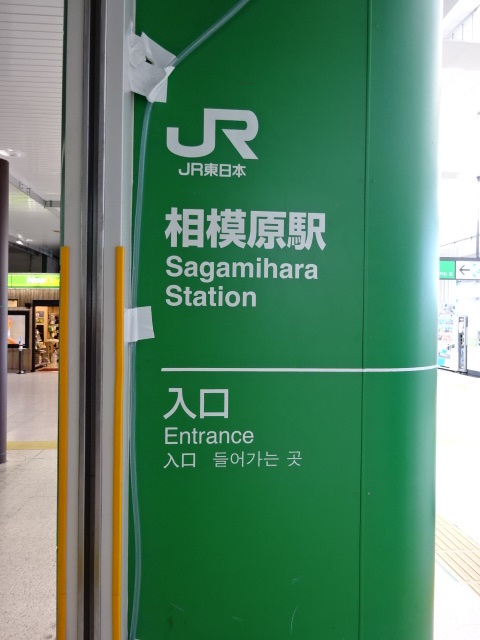 JR
JR東日本
相模原駅
Sagamihara
Station
入口
Entrance
入口 들어가는 곳